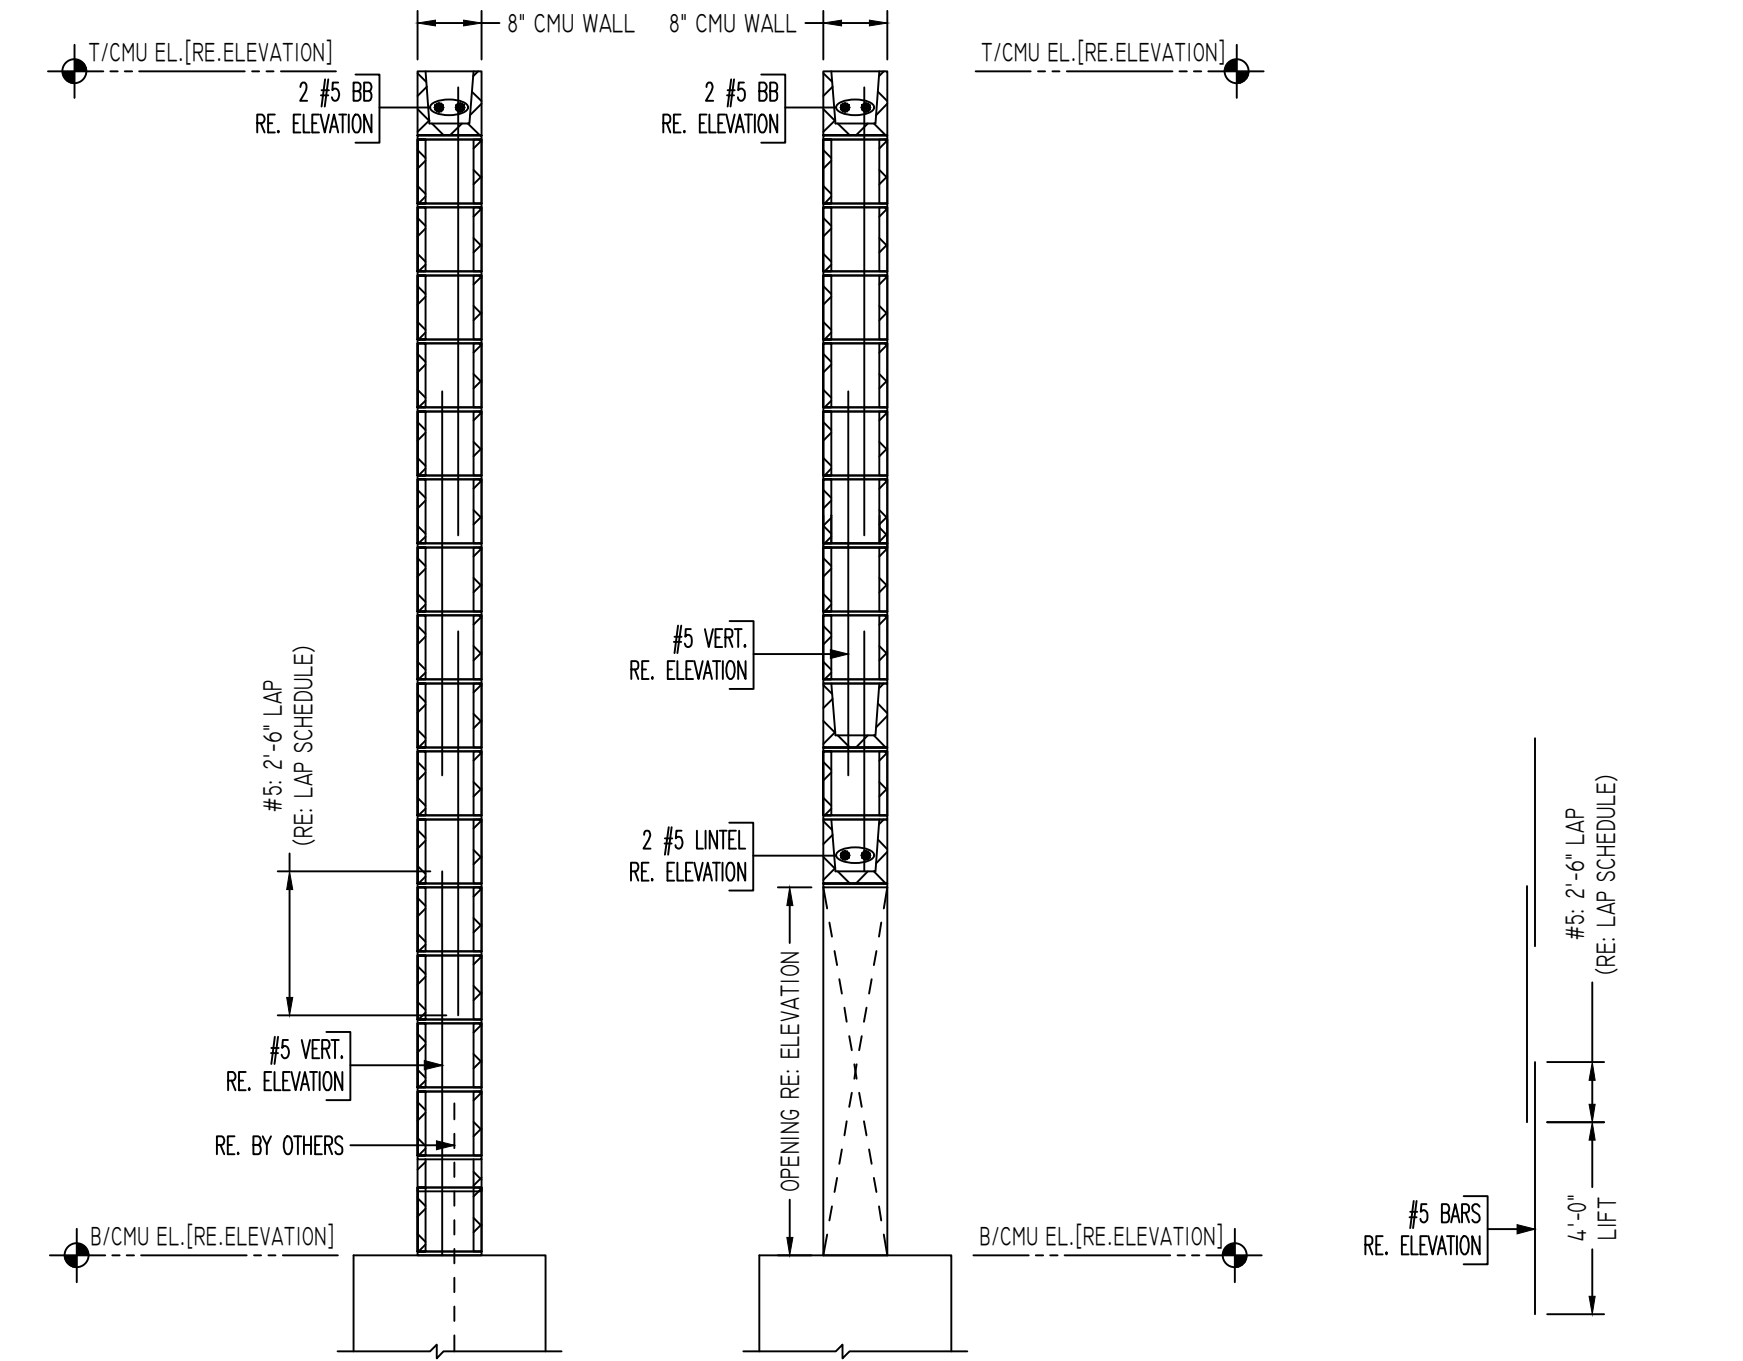 8" CMU WALL
8" CMU WALL
T/CMU EL.[RE.ELEVATION]
T/CMU EL.[RE.ELEVATION]
2 #5 BB
RE. ELEVATION
2 #5 BB
RE. ELEVATION
#5: 2'-6" LAP
(RE: LAP SCHEDULE)
#5 VERT.
RE. ELEVATION
2 #5 LINTEL
RE. ELEVATION
#5: 2'-6" LAP
(RE: LAP SCHEDULE)
OPENING RE: ELEVATION
#5 VERT.
RE. ELEVATION
RE. BY OTHERS
#5 BARS
RE. ELEVATION
4'-0"
LIFT
B/CMU EL.[RE.ELEVATION]
B/CMU EL.[RE.ELEVATION]